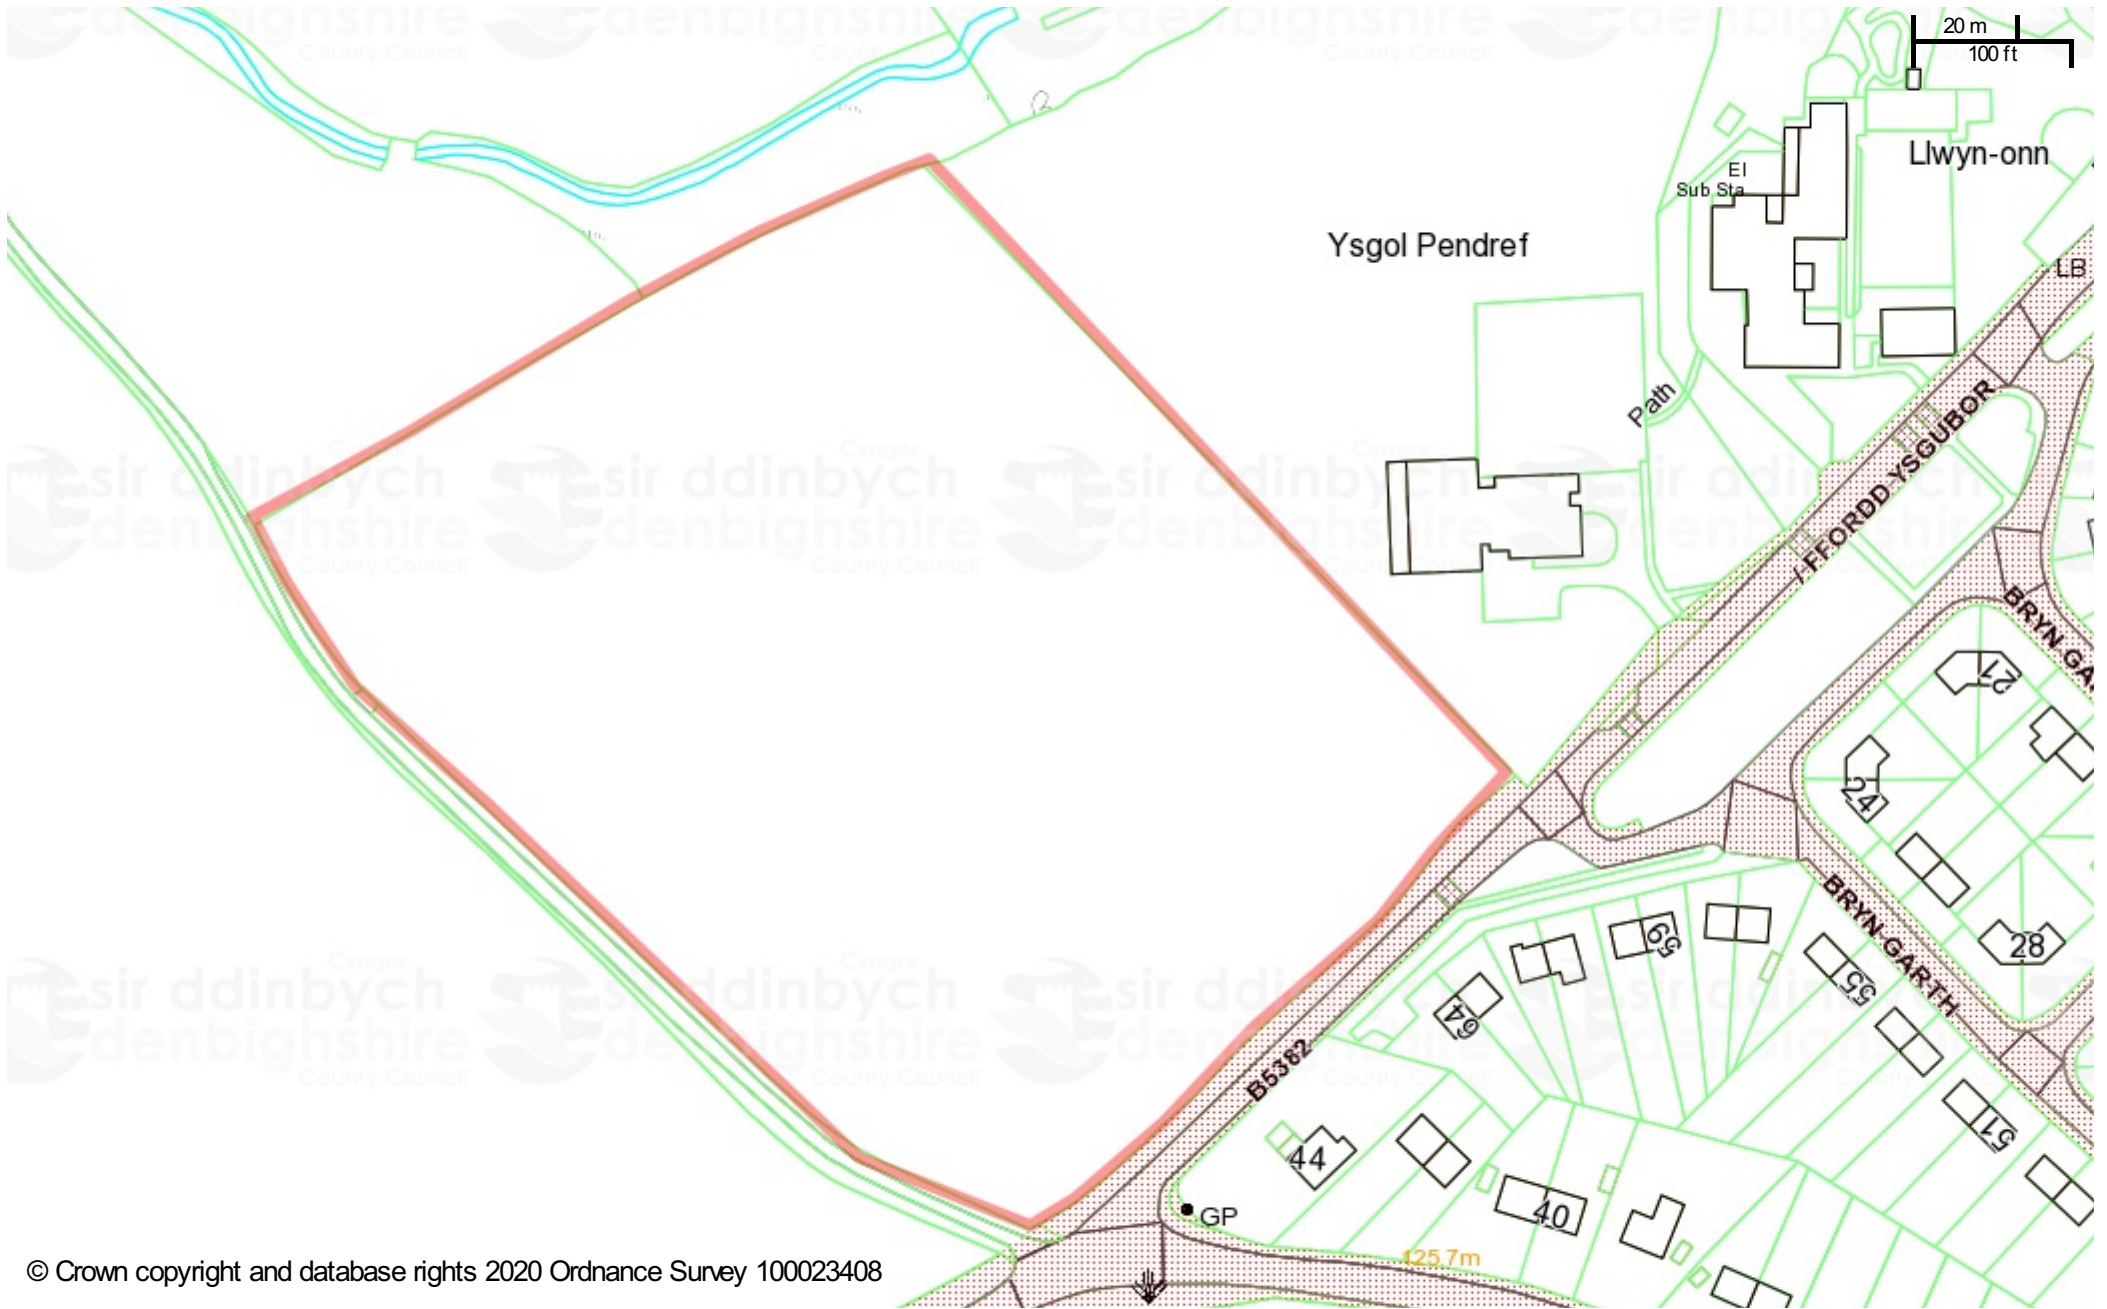 20 m
100 ft
Llwyn-onn
El
Sub Sta
Ysgol Pendref
LB
Path
/ FFORDD YSGUBOR
BRYN GA
21
24
28
BRYN GARTH
59
55
64
51
B5382
44
40
GP
125.7m
Cyngor
sir ddinbych
denbighshire
County Council
© Crown copyright and database rights 2020 Ordnance Survey 100023408